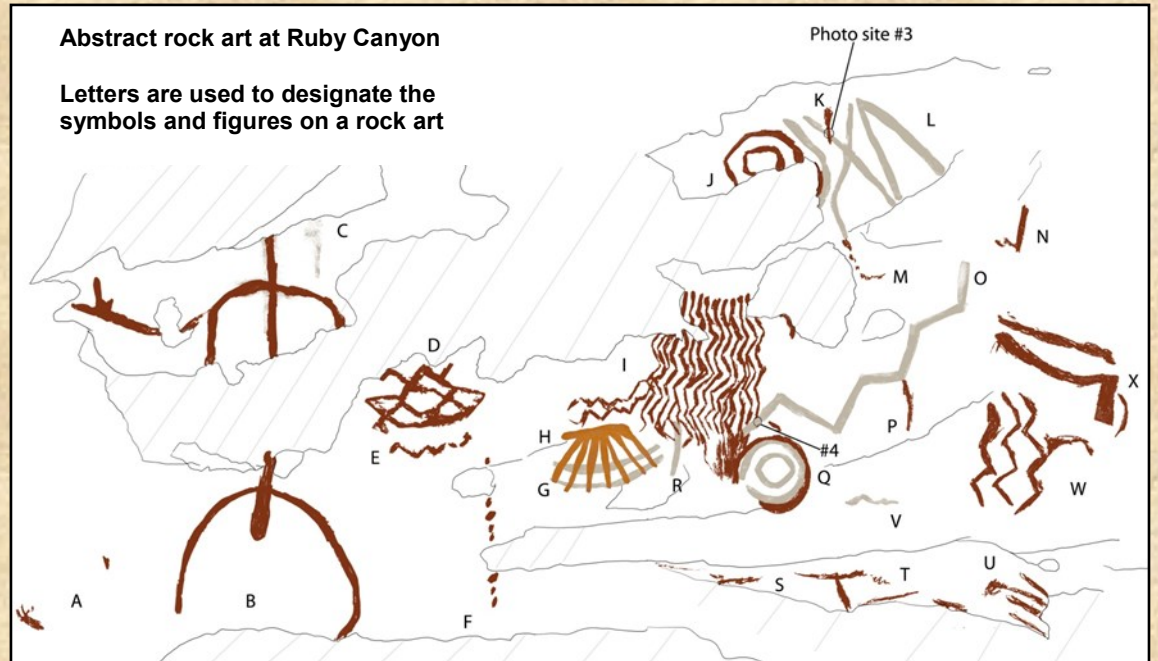 Abstract rock art at Ruby Canyon
Letters are used to designate the
symbols and figures on a rock art
Photo site #3
K
L
J
C
N
M
O
D
I
X
H
P
E
#4
G
R
Q
W
V
A
B
F
S
T
U